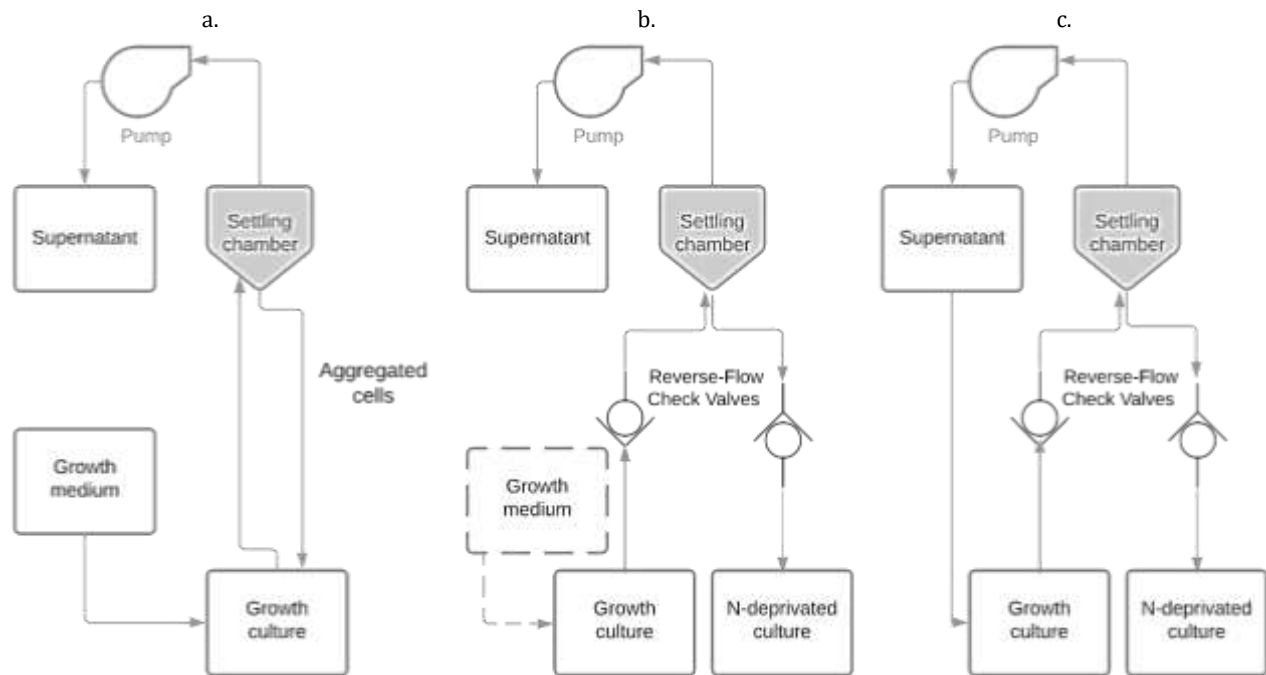 a.
Pump
Supernatant
Settling
chamber
Aggregated
cells
Growth
medium
Growth
culture
b.
Pump
Supernatant
Settling
chamber
Reverse-Flow
Check Valves
Growth
medium
Growth
culture
N-deprivated
culture
c.
Pump
Supernatant
Settling
chamber
Reverse-Flow
Check Valves
Growth
culture
N-deprivated
culture